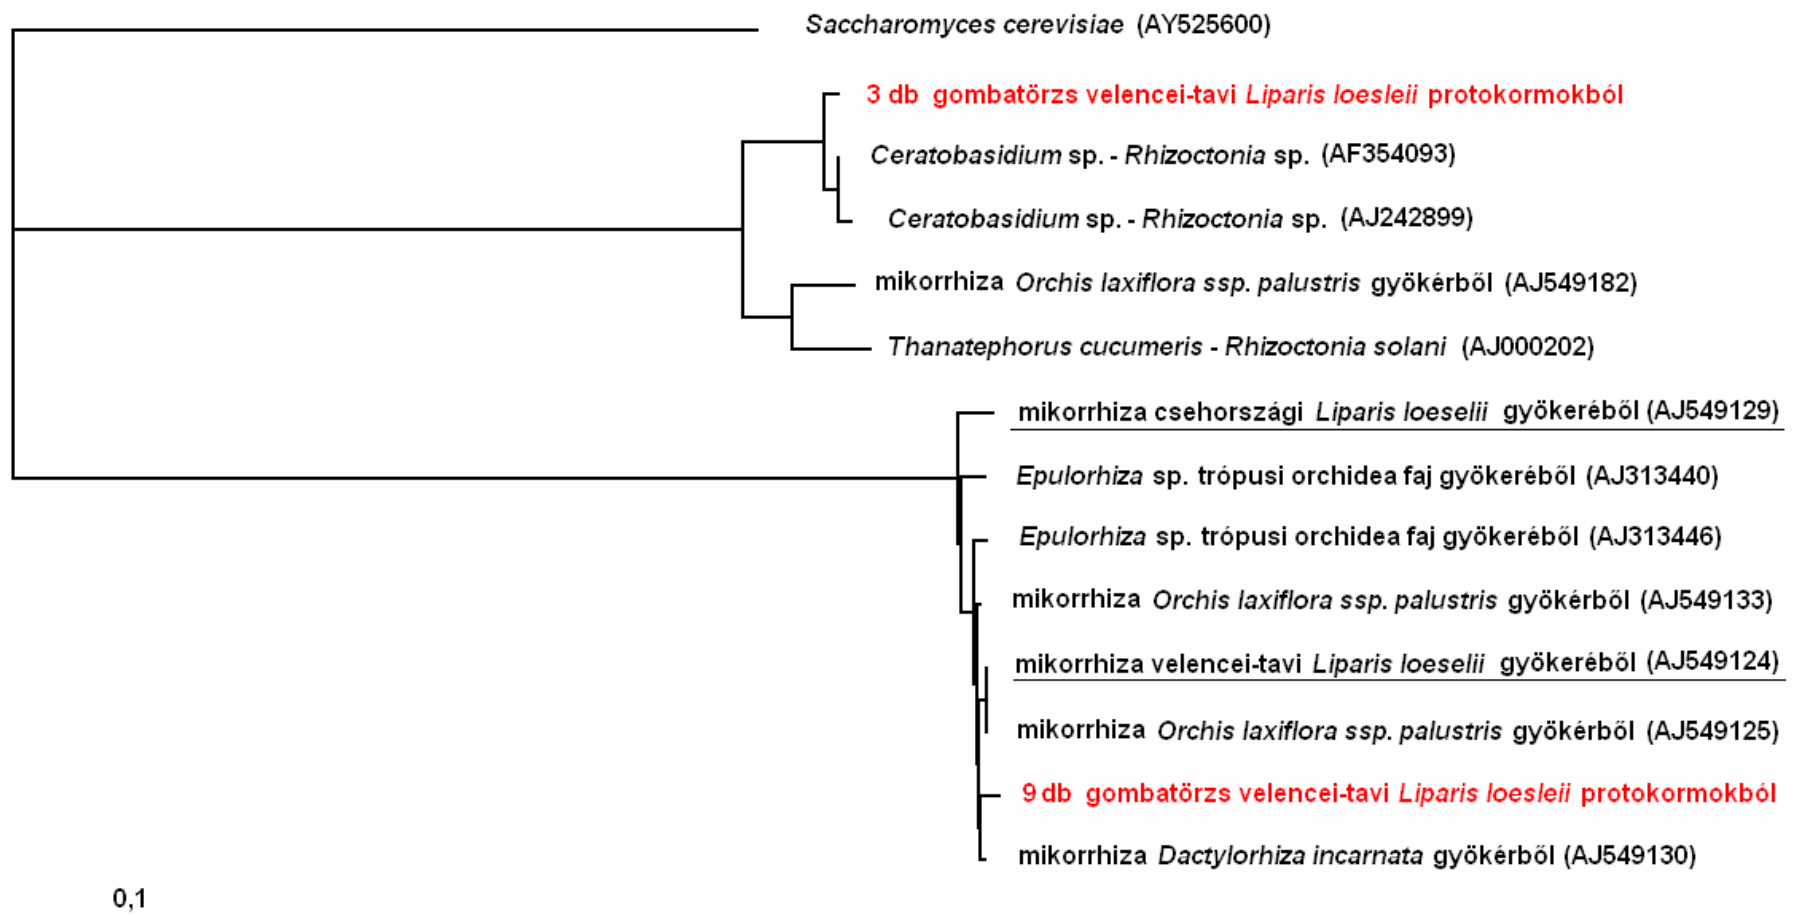 Saccharomyces cerevisiae (AY525600)
3 db gombatörzs velencei-tavi Liparis loesleii protokormokból
Ceratobasidium sp. - Rhizoctonia sp. (AF354093)
Ceratobasidium sp. - Rhizoctonia sp. (AJ242899)
mikorrhiza Orchis laxiflora ssp. palustris gyökérből (AJ549182)
Thanatephorus cucumeris - Rhizoctonia solani (AJ000202)
mikorrhiza csehországi Liparis loeselii gyökeréből (AJ549129)
Epulorhiza sp. trópusi orchidea faj gyökeréből (AJ313440)
Epulorhiza sp. trópusi orchidea faj gyökeréből (AJ313446)
mikorrhiza Orchis laxiflora ssp. palustris gyökérből (AJ549133)
mikorrhiza velencei-tavi Liparis loeselii gyökeréből (AJ549124)
mikorrhiza Orchis laxiflora ssp. palustris gyökérből (AJ549125)
9 db gombatörzs velencei-tavi Liparis loesleii protokormokból
mikorrhiza Dactylorhiza incarnata gyökérből (AJ549130)
0,1